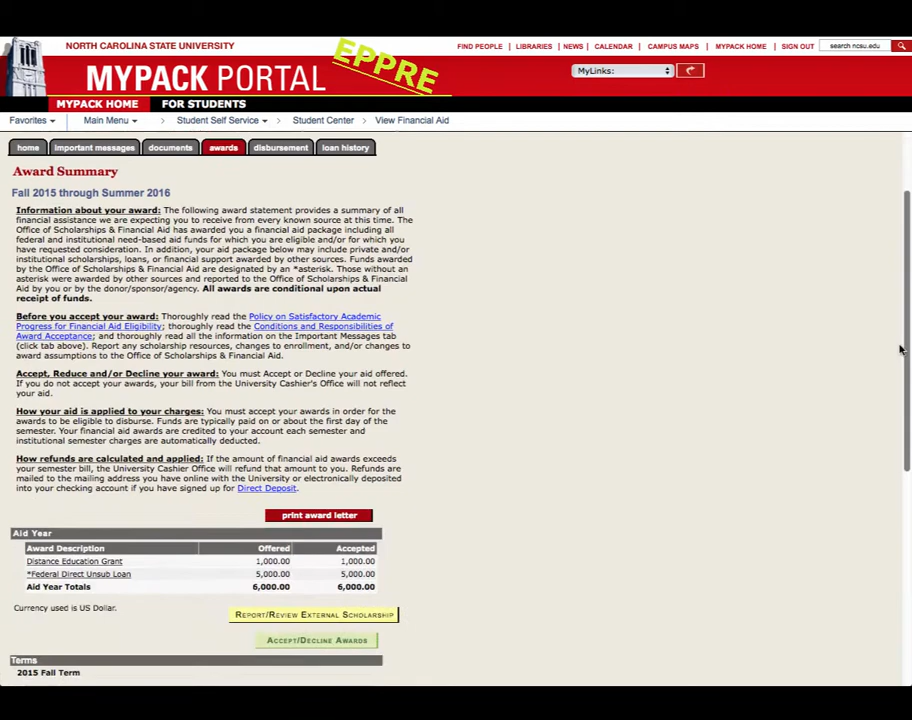 NORTH CAROLINA STATE UNIVERSITY
FIND PEOPLE | LIBRARIES | NEWS | CALENDAR | CAMPUS MAPS | MYPACK HOME | SIGN OUT
search ncsu.edu
MYPACK PORTAL
EPPRE
MyLinks:
MYPACK HOME
FOR STUDENTS
Favorites
Main Menu
> Student Self Service
> Student Center
> View Financial Aid
home
important messages
documents
awards
disbursement
loan history
Award Summary
Fall 2015 through Summer 2016
Information about your award: The following award statement provides a summary of all
financial assistance we are expecting you to receive from every known source at this time. The
Office of Scholarships & Financial Aid has awarded you a financial aid package including all
federal and institutional need-based aid funds for which you are eligible and/or for which you
have requested consideration. In addition, your aid package below may include private and/or
institutional scholarships, loans, or financial support awarded by other sources. Funds awarded
by the Office of Scholarships & Financial Aid are designated by an *asterisk. Those without an
asterisk were awarded by other sources and reported to the Office of Scholarships & Financial
Aid by you or by the donor/sponsor/agency. All awards are conditional upon actual
receipt of funds.
Before you accept your award: Thoroughly read the Policy on Satisfactory Academic
Progress for Financial Aid Eligibility; thoroughly read the Conditions and Responsibilities of
Award Acceptance; and thoroughly read all the information on the Important Messages tab
(click tab above). Report any scholarship resources, changes to enrollment, and/or changes to
award assumptions to the Office of Scholarships & Financial Aid.
Accept, Reduce and/or Decline your award: You must Accept or Decline your aid offered.
If you do not accept your awards, your bill from the University Cashier's Office will not reflect
your aid.
How your aid is applied to your charges: You must accept your awards in order for the
awards to be eligible to disburse. Funds are typically paid on or about the first day of the
semester. Your financial aid awards are credited to your account each semester and
institutional semester charges are automatically deducted.
How refunds are calculated and applied: If the amount of financial aid awards exceeds
your semester bill, the University Cashier Office will refund that amount to you. Refunds are
mailed to the mailing address you have online with the University or electronically deposited
into your checking account if you have signed up for Direct Deposit.
print award letter
Aid Year
Award Description Offered Accepted
Distance Education Grant 1,000.00 1,000.00
*Federal Direct Unsub Loan 5,000.00 5,000.00
Aid Year Totals 6,000.00 6,000.00
Currency used is US Dollar.
REPORT/REVIEW EXTERNAL SCHOLARSHIP
ACCEPT/DECLINE AWARDS
Terms
2015 Fall Term